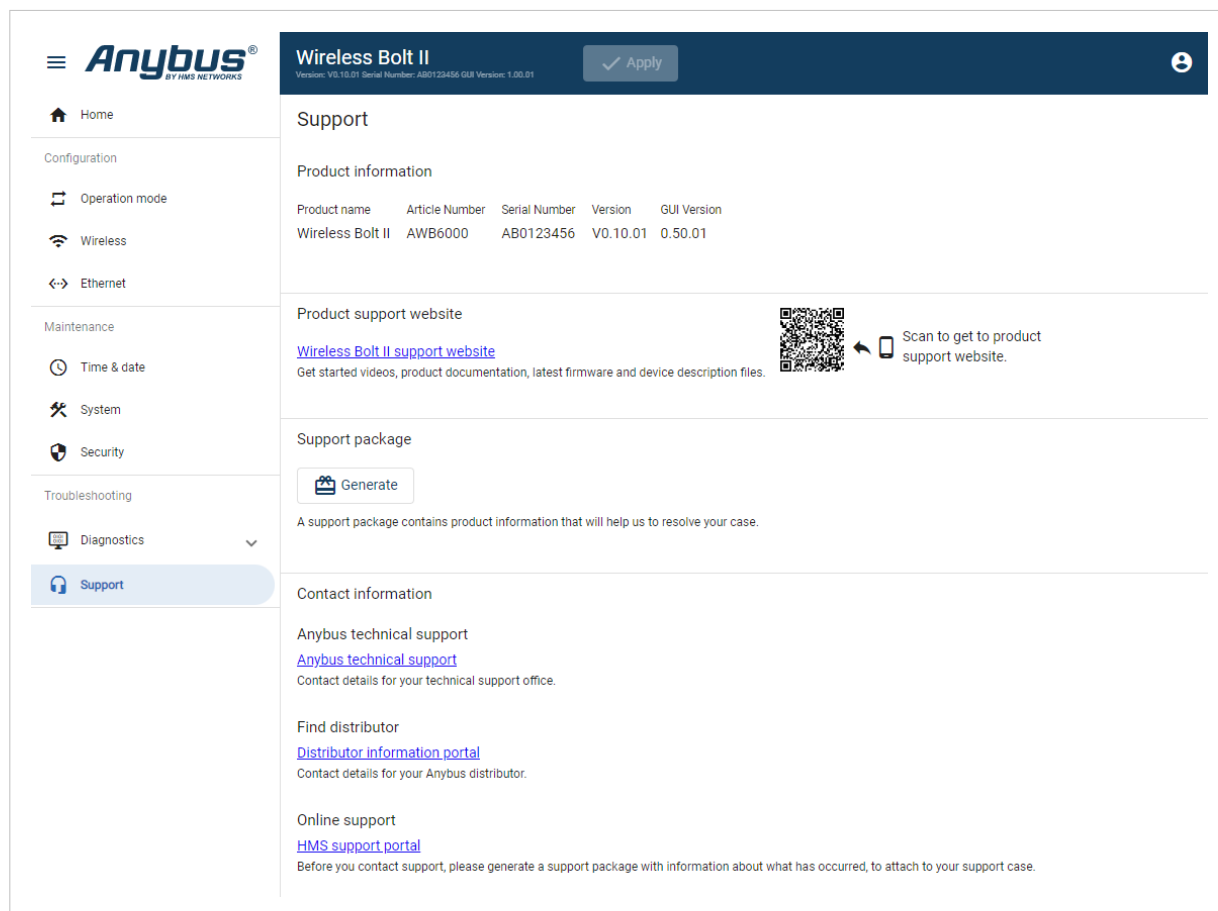 Anybus®
BY HMS NETWORKS
Home
Configuration
Operation mode
Wireless
Ethernet
Maintenance
Time & date
System
Security
Troubleshooting
Diagnostics
Support
Wireless Bolt II
Version: V0.10.01 Serial Number: AB0123456 GUI Version: 1.00.01
Apply
Support
Product information
Product name Article Number Serial Number Version GUI Version
Wireless Bolt II AWB6000 AB0123456 V0.10.01 0.50.01
Product support website
Wireless Bolt II support website
Get started videos, product documentation, latest firmware and device description files.
Scan to get to product
support website.
Support package
Generate
A support package contains product information that will help us to resolve your case.
Contact information
Anybus technical support
Anybus technical support
Contact details for your technical support office.
Find distributor
Distributor information portal
Contact details for your Anybus distributor.
Online support
HMS support portal
Before you contact support, please generate a support package with information about what has occurred, to attach to your support case.